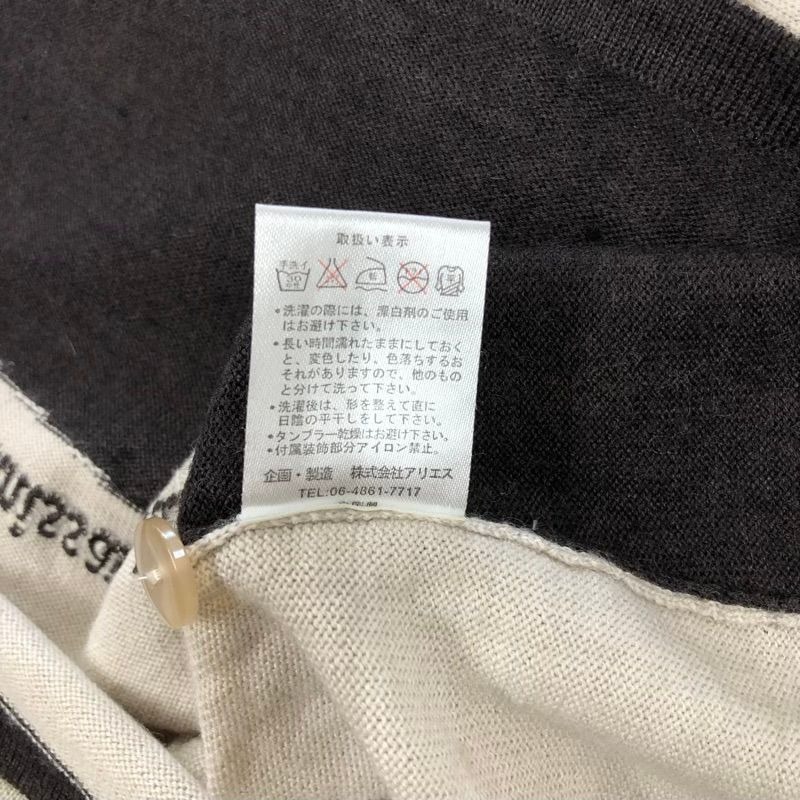 取扱い表示
手洗イ
30
中性
・洗濯の際には、漂白剤のご使用
はお避け下さい。
・長い時間濡れたままにしておく
と、変色したり、色落ちするお
それがありますので、他のもの
と分けて洗って下さい。
・洗濯後は、形を整えて直に
日陰の平干しをして下さい。
・タンブラー乾燥はお避け下さい。
・付属装飾部分アイロン禁止。
企画・製造 株式会社アリエス
TEL:06-4861-7717